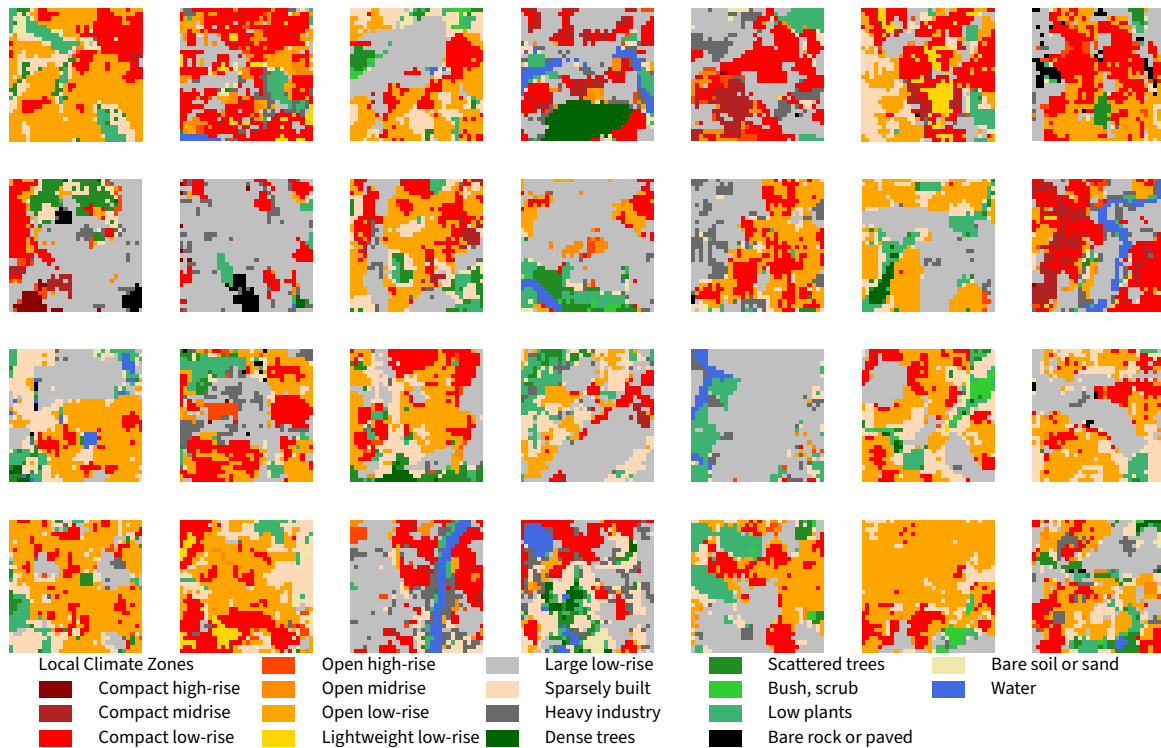 Local Climate Zones
Compact high-rise
Compact midrise
Compact low-rise
Open high-rise
Open midrise
Open low-rise
Lightweight low-rise
Large low-rise
Sparsely built
Heavy industry
Dense trees
Scattered trees
Bush, scrub
Low plants
Bare rock or paved
Bare soil or sand
Water